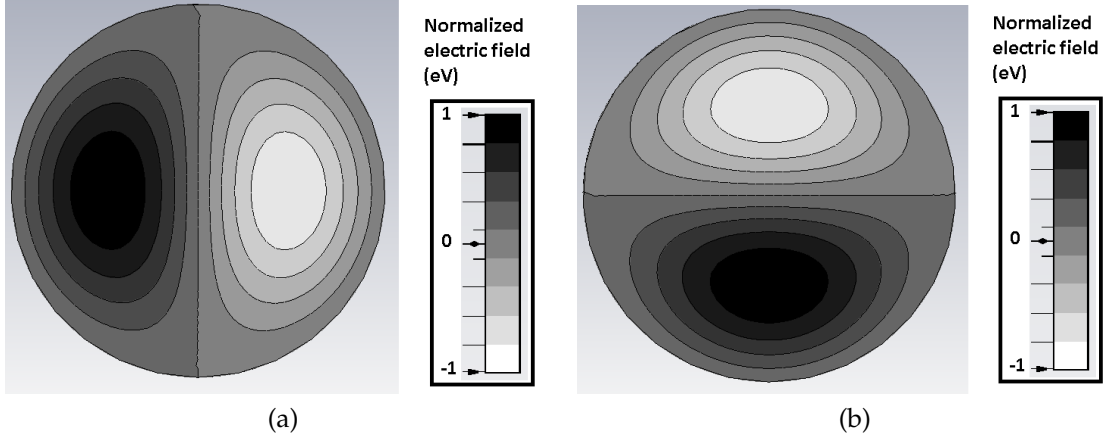 Normalized
electric field
(eV)
1
0
-1
(a)
Normalized
electric field
(eV)
1
0
-1
(b)